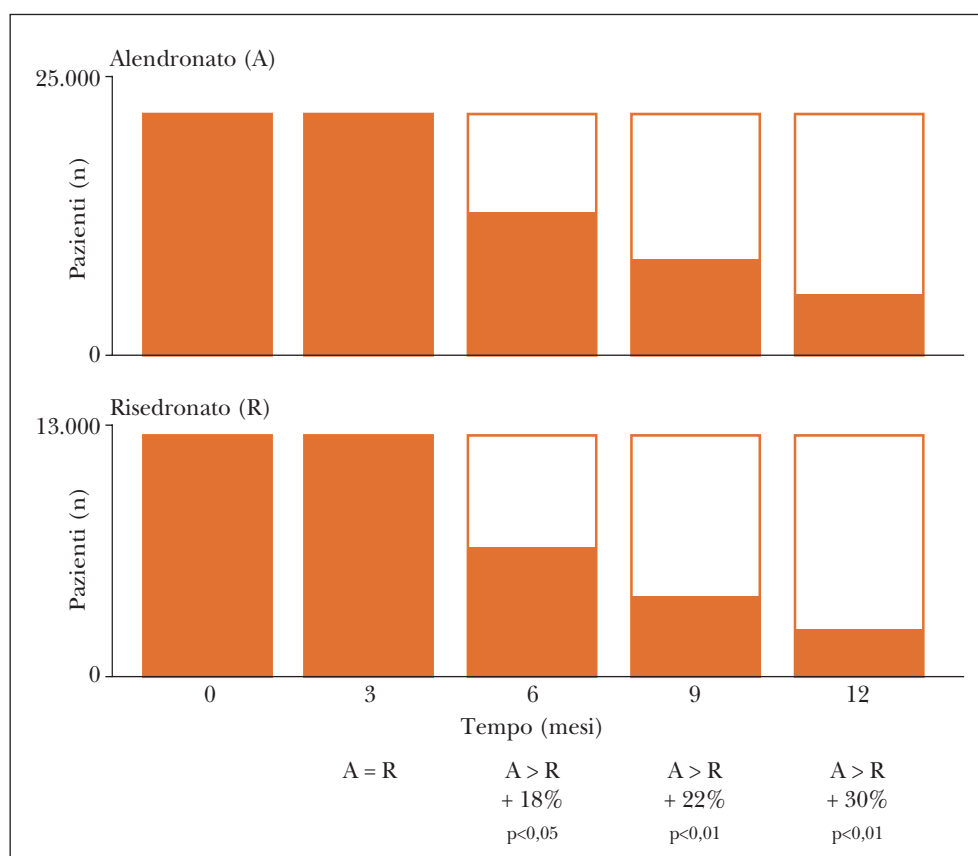 Alendronato (A)
25.000
Pazienti (n)
0
Risedronato (R)
13.000
Pazienti (n)
0
0 3 6 9 12
Tempo (mesi)
A = R A > R A > R A > R
+ 18% + 22% + 30%
p<0,05 p<0,01 p<0,01